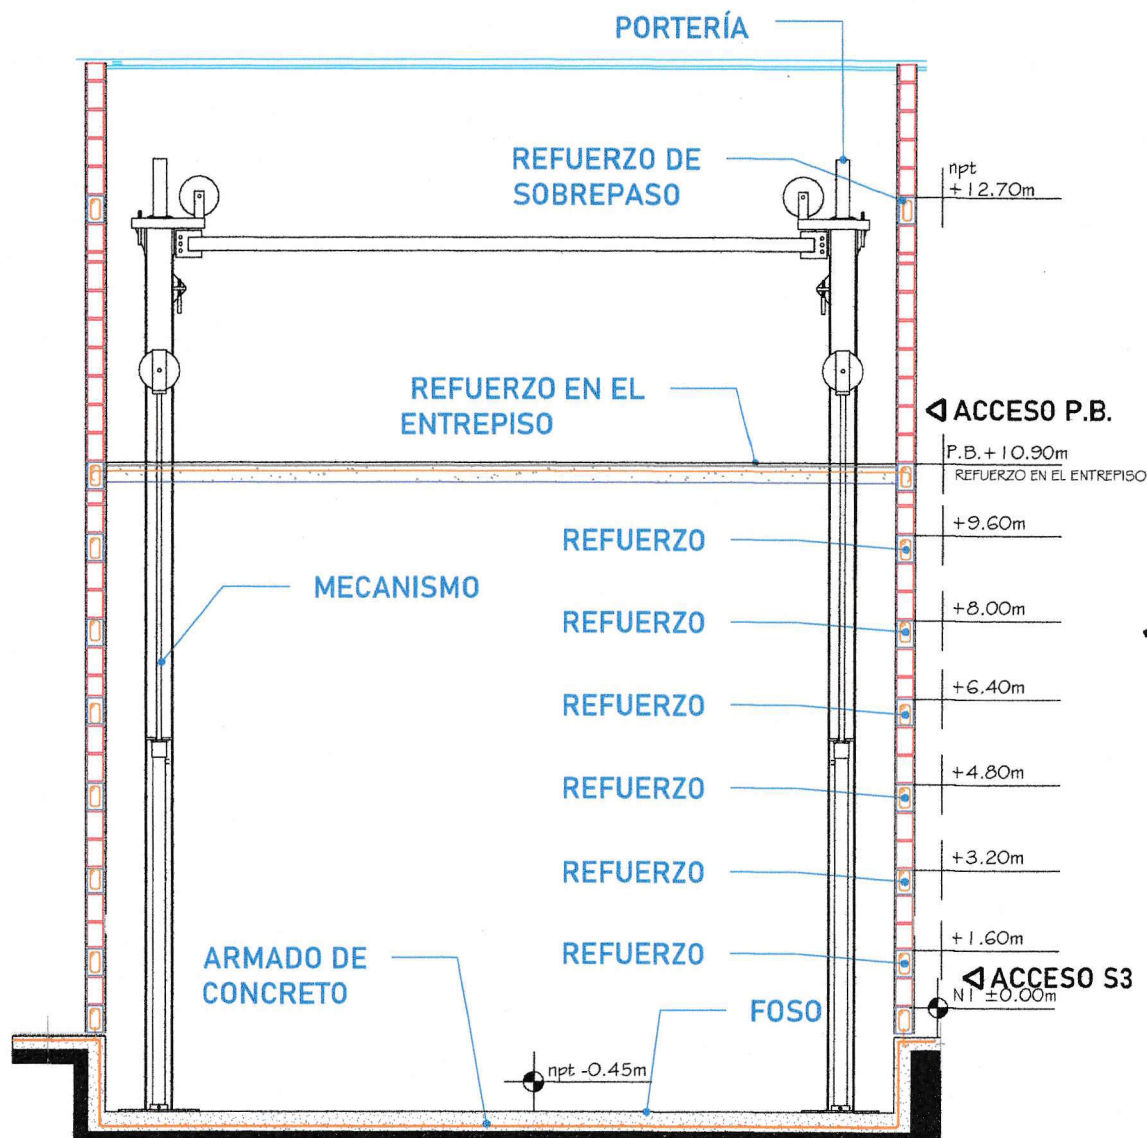 PORTERÍA
REFUERZO DE
SOBREPASO
npt
+12.70m
REFUERZO EN EL
ENTREPISO
ACCESO P.B.
P.B.+10.90m
REFUERZO EN EL ENTREPISO
REFUERZO
+9.60m
MECANISMO
REFUERZO
+8.00m
REFUERZO
+6.40m
REFUERZO
+4.80m
REFUERZO
+3.20m
REFUERZO
+1.60m
ARMADO DE
CONCRETO
ACCESO S3
N1 ±0.00m
FOSO
npt -0.45m